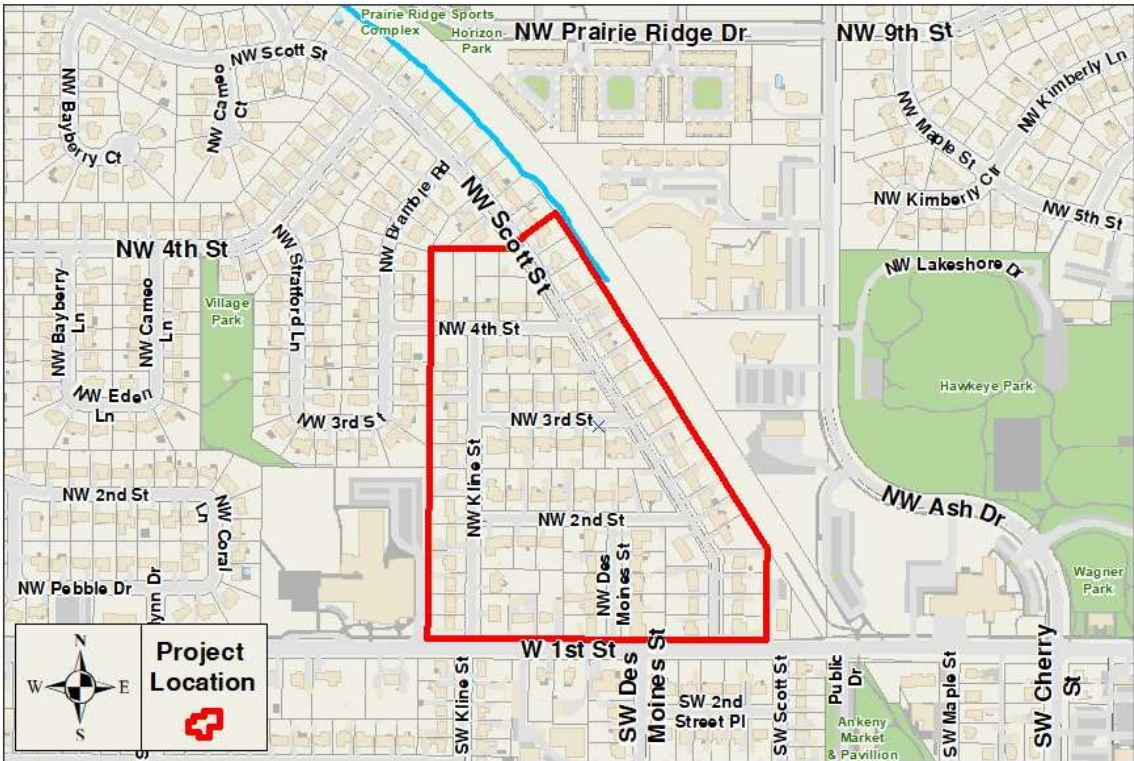 Prairie Ridge Sports
Complex
Horizon
Park
NW Prairie Ridge Dr
NW 9th St
NW Scott St
NW Bayberry Ct
NW Cameo
Ct
NW Kimberly Ln
NW Maple St
NW Bramble Rd
NW Scott St
NW Kimberly Cir
NW 5th St
NW 4th St
NW Stratford Ln
NW Lakeshore Dr
NW Bayberry
Ln
NW Cameo
Ln
Village
Park
NW 4th St
Hawkeye Park
NW Eden
Ln
NW 3rd St
NW 3rd St
NW Kline St
NW 2nd St
NW Coral
Ln
NW 2nd St
NW Ash Dr
NW Des
Moines St
NW Pebble Dr
Lynn Dr
Wagner
Park
W 1st St
N
W
E
S
Project
Location
SW Kline St
SW Des
Moines St
SW 2nd
Street Pl
SW Scott St
Public
Dr
Ankeny
Market
& Pavilion
SW Maple St
SW Cherry
St